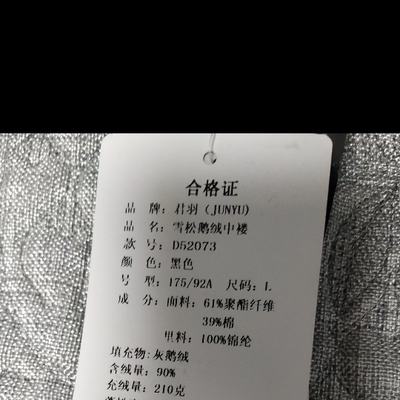 合格证
品 牌：君羽（JUNYU）
品 名：雪松鹅绒中褛
款 号：D52073
颜 色：黑色
号 型：175/92A 尺码：L
成 分：面料：61%聚酯纤维
39%棉
里料：100%锦纶
填充物：灰鹅绒
含绒量：90%
充绒量：210克